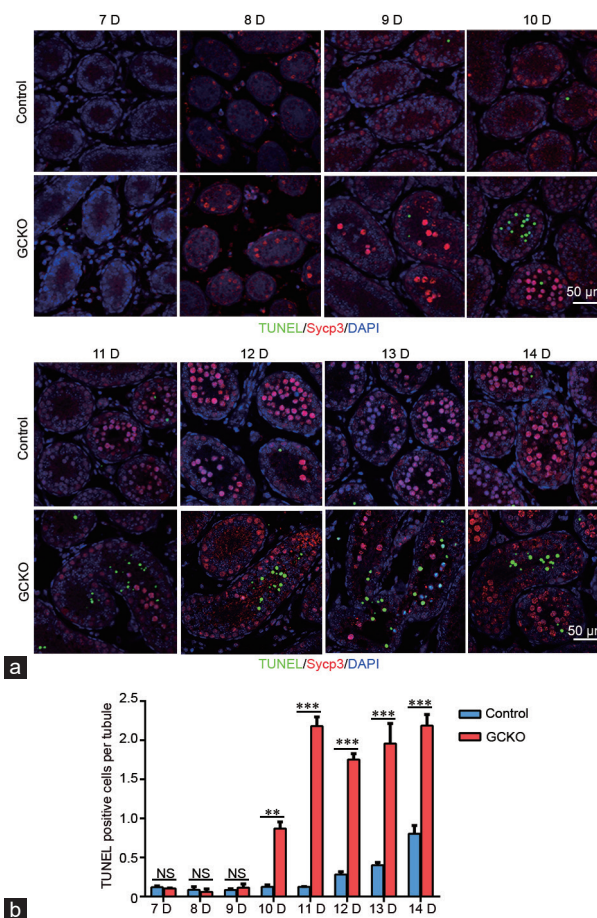 7 D 8 D 9 D 10 D
Control
GCKO
50 μm
TUNEL/Sycp3/DAPI
11 D 12 D 13 D 14 D
Control
GCKO
50 μm
TUNEL/Sycp3/DAPI
a
TUNEL positive cells per tubule
2.5
2.0
1.5
1.0
0.5
0
NS NS NS ** *** *** *** ***
Control
GCKO
7 D 8 D 9 D 10 D 11 D 12 D 13 D 14 D
b